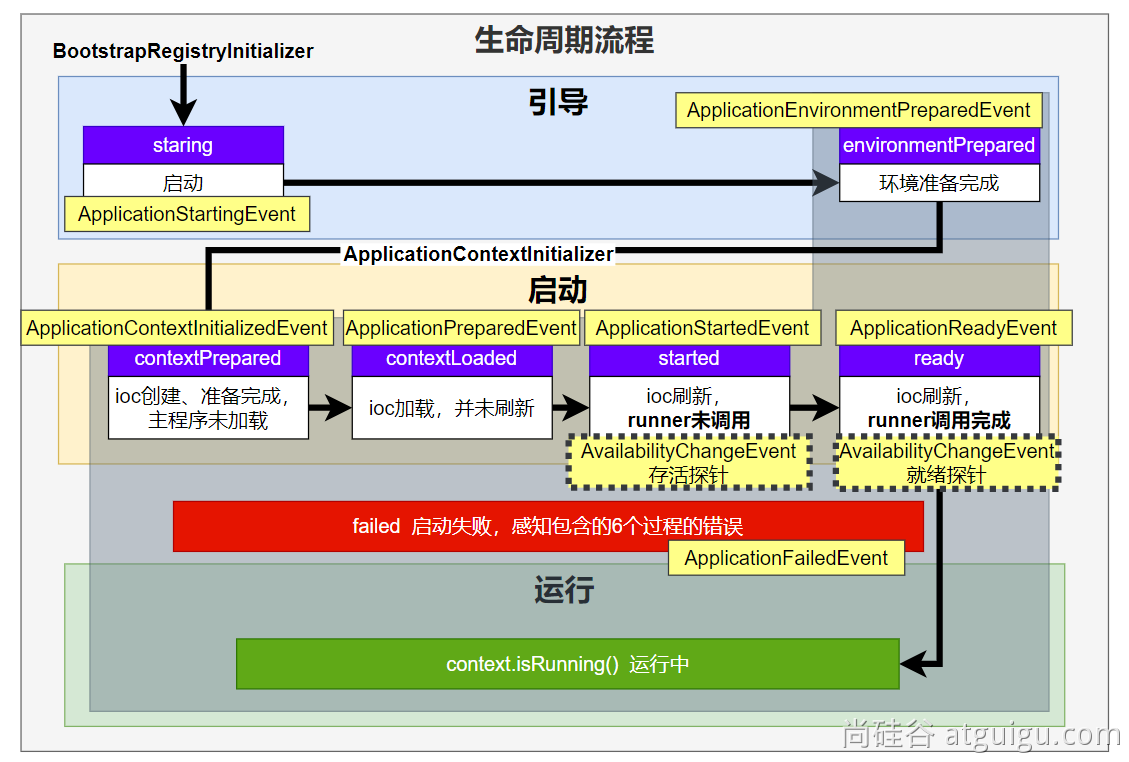 生命周期流程
BootstrapRegistryInitializer
引导
ApplicationEnvironmentPreparedEvent
staring
environmentPrepared
启动
环境准备完成
ApplicationStartingEvent
ApplicationContextInitializer
启动
ApplicationContextInitializedEvent
ApplicationPreparedEvent
ApplicationStartedEvent
ApplicationReadyEvent
contextPrepared
contextLoaded
started
ready
ioc创建、准备完成，
主程序未加载
ioc加载，并未刷新
ioc刷新，
runner未调用
ioc刷新，
runner调用完成
AvailabilityChangeEvent
存活探针
AvailabilityChangeEvent
就绪探针
failed 启动失败，感知包含的6个过程的错误
ApplicationFailedEvent
运行
context.isRunning() 运行中
尚硅谷 atguigu.com